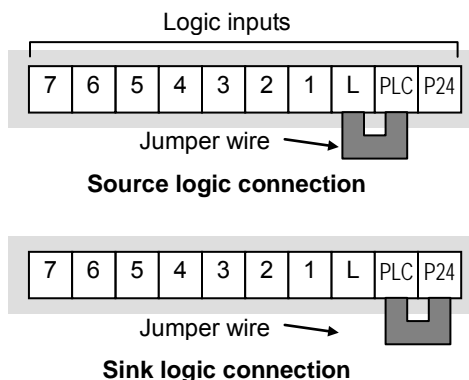 Logic inputs
7 6 5 4 3 2 1 L PLC P24
Jumper wire
Source logic connection
7 6 5 4 3 2 1 L PLC P24
Jumper wire
Sink logic connection